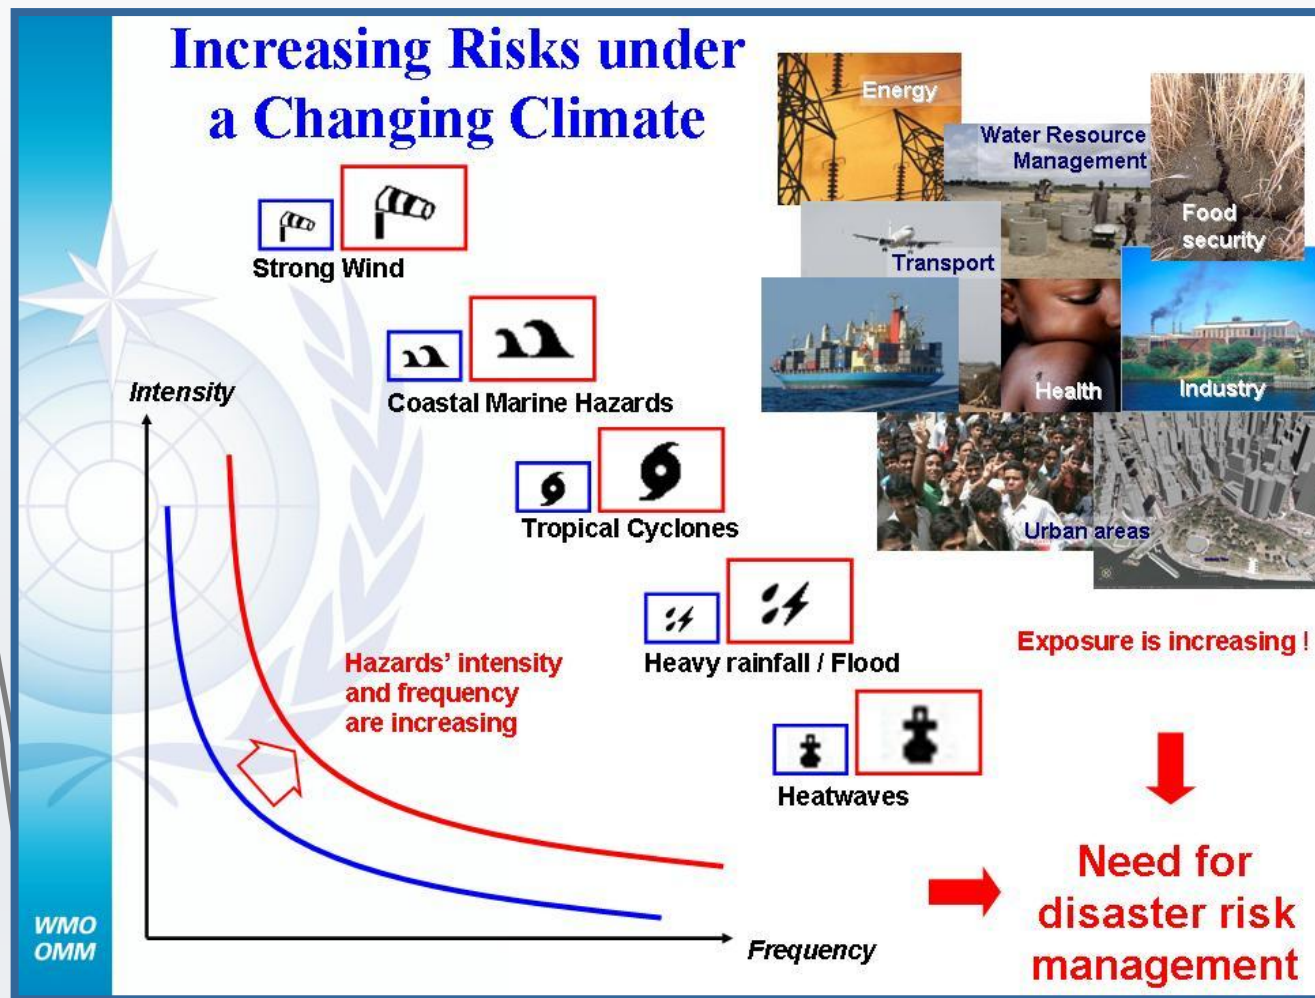 Increasing Risks under
a Changing Climate
Strong Wind
Coastal Marine Hazards
Tropical Cyclones
Heavy rainfall / Flood
Heatwaves
Intensity
Hazards' intensity
and frequency
are increasing
Frequency
Energy
Water Resource
Management
Food
security
Transport
Health
Industry
Urban areas
Exposure is increasing !
Need for
disaster risk
management
WMO
OMM